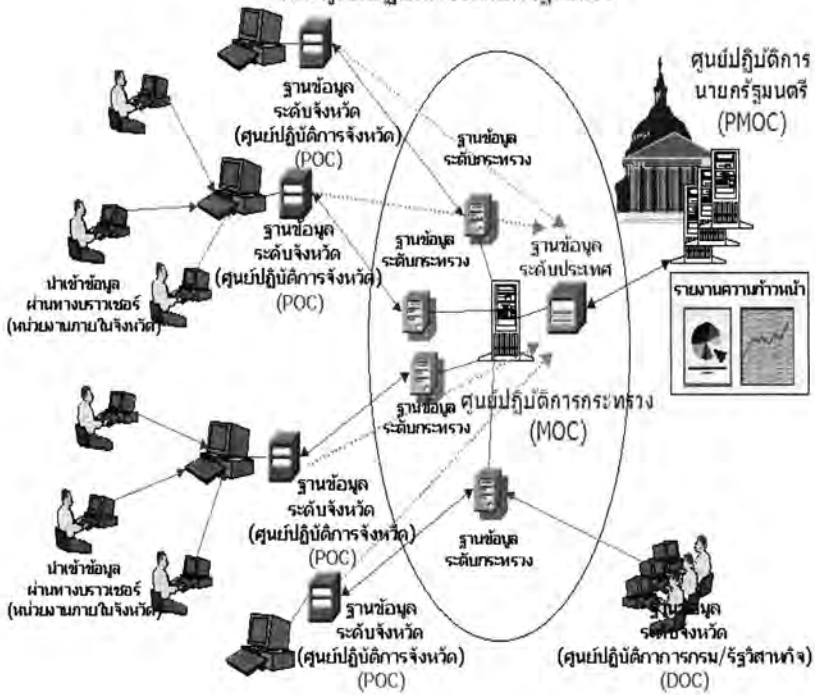 ฐานข้อมูล
ระดับจังหวัด
(ศูนย์ปฏิบัติการจังหวัด)
(POC)
ศูนย์ปฏิบัติการ
นายกรัฐมนตรี
(PMOC)
ฐานข้อมูล
ระดับกระทรวง
ฐานข้อมูล
ระดับจังหวัด
(ศูนย์ปฏิบัติการจังหวัด)
(POC)
ฐานข้อมูล
ระดับกระทรวง
ฐานข้อมูล
ระดับประเทศ
นำเข้าข้อมูล
ผ่านทางบราวเซอร์
(หน่วยงานภายในจังหวัด)
รายงานความก้าวหน้า
ฐานข้อมูล
ระดับกระทรวง
ศูนย์ปฏิบัติการกระทรวง
(MOC)
ฐานข้อมูล
ระดับจังหวัด
(ศูนย์ปฏิบัติการจังหวัด)
(POC)
ฐานข้อมูล
ระดับกระทรวง
นำเข้าข้อมูล
ผ่านทางบราวเซอร์
(หน่วยงานภายในจังหวัด)
ฐานข้อมูล
ระดับจังหวัด
(ศูนย์ปฏิบัติการจังหวัด)
(POC)
ฐานข้อมูล
ระดับจังหวัด
(ศูนย์ปฏิบัติกาการกรม/รัฐวิสาหกิจ)
(DOC)